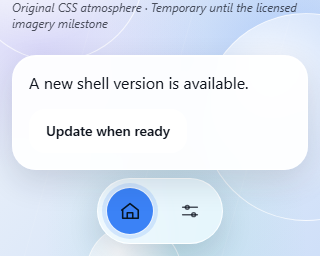 Original CSS atmosphere · Temporary until the licensed
imagery milestone
A new shell version is available.
Update when ready